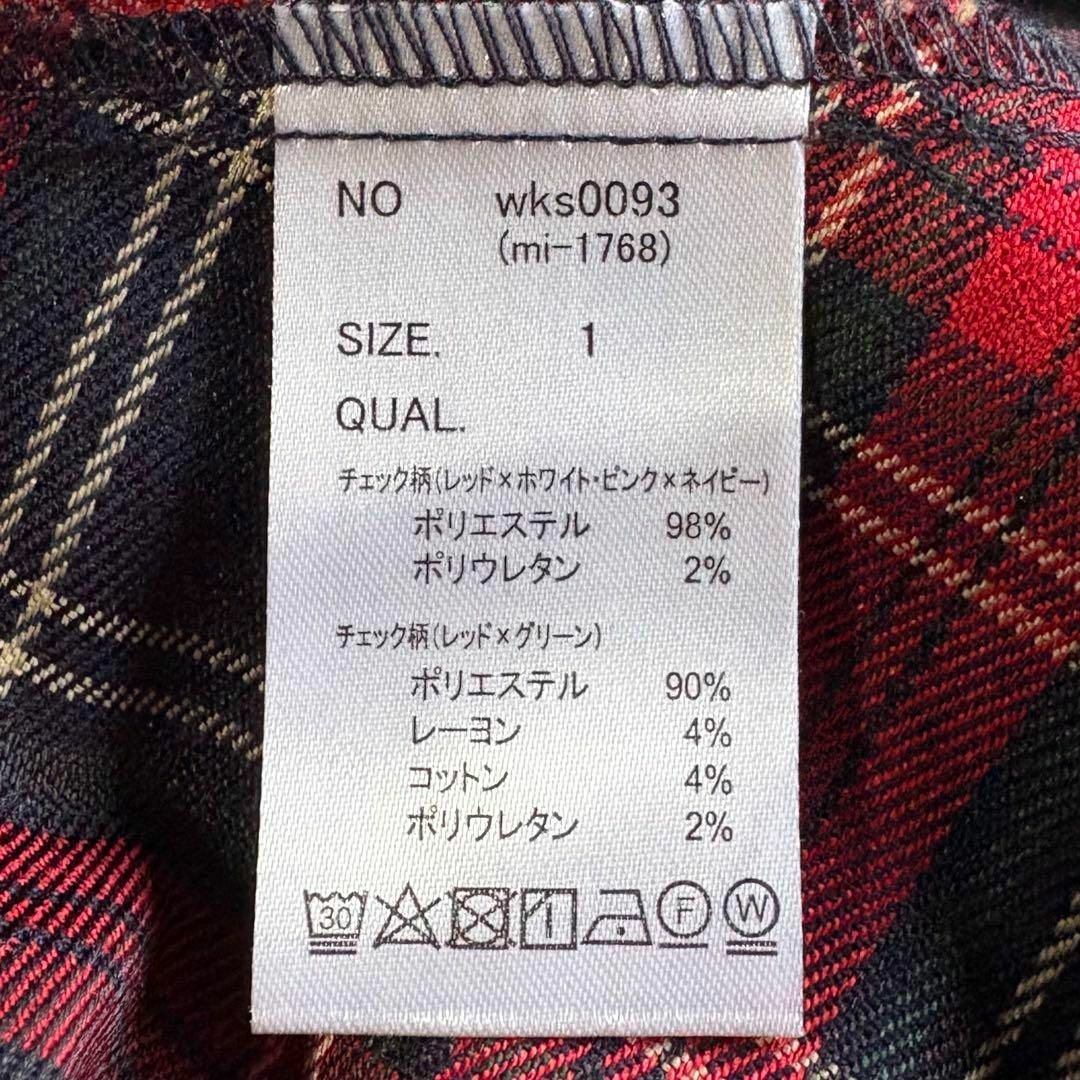 NO wks0093
(mi-1768)
SIZE. 1
QUAL.
チェック柄(レッド×ホワイト・ピンク×ネイビー)
ポリエステル 98%
ポリウレタン 2%
チェック柄(レッド×グリーン)
ポリエステル 90%
レーヨン 4%
コットン 4%
ポリウレタン 2%
30 F W